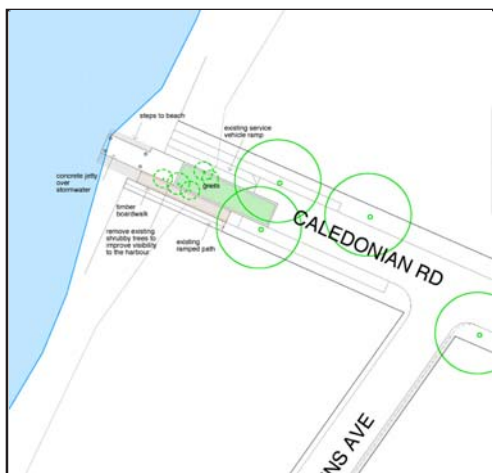 steps to beach
existing service
vehicle ramp
concrete jetty
over
stormwater
grass
timber
boardwalk
remove existing
shrubby trees to
improve visibility
to the harbour
existing
ramped path
CALEDONIAN RD
NS AVE